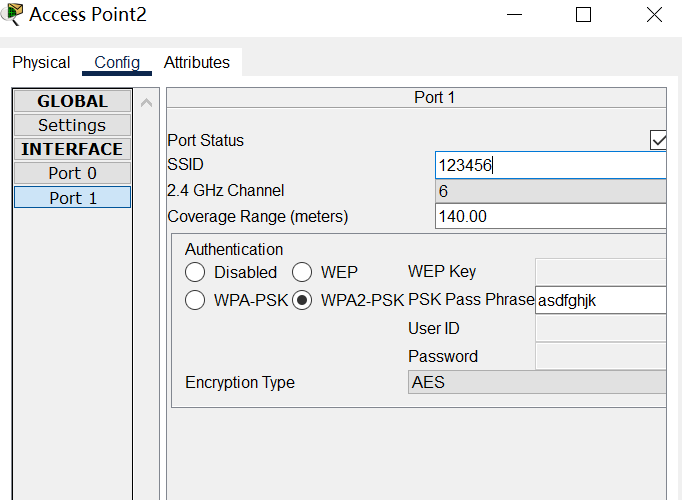 Access Point2
Physical Config Attributes
GLOBAL
Settings
INTERFACE
Port 0
Port 1
Port 1
Port Status
SSID 123456
2.4 GHz Channel 6
Coverage Range (meters) 140.00
Authentication
Disabled WEP WEP Key
WPA-PSK WPA2-PSK PSK Pass Phrase asdfghjk
User ID
Password
Encryption Type AES